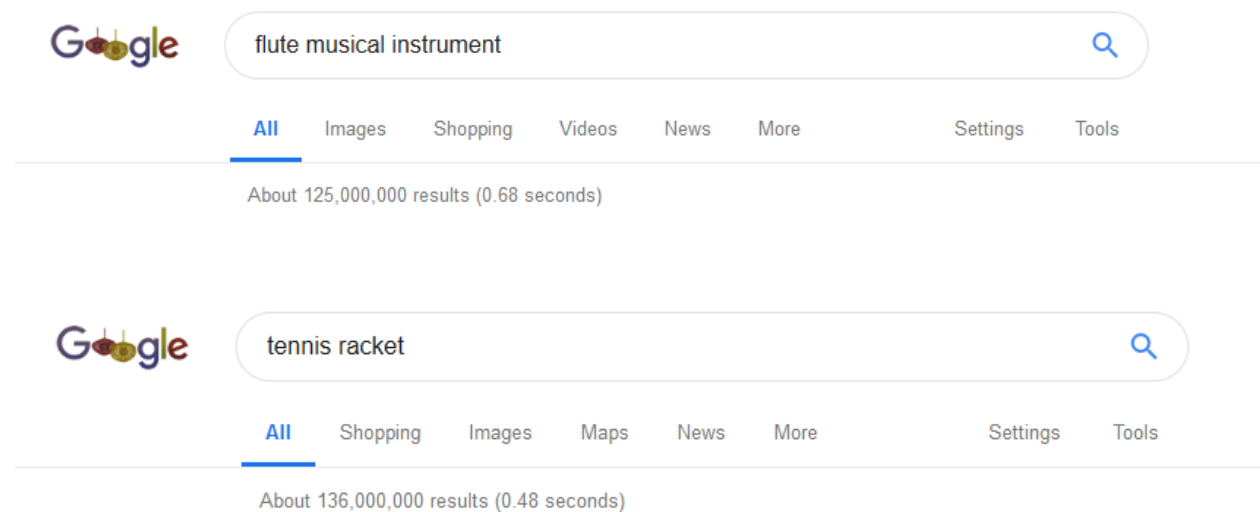 Google flute musical instrument
All Images Shopping Videos News More Settings Tools
About 125,000,000 results (0.68 seconds)
Google tennis racket
All Shopping Images Maps News More Settings Tools
About 136,000,000 results (0.48 seconds)